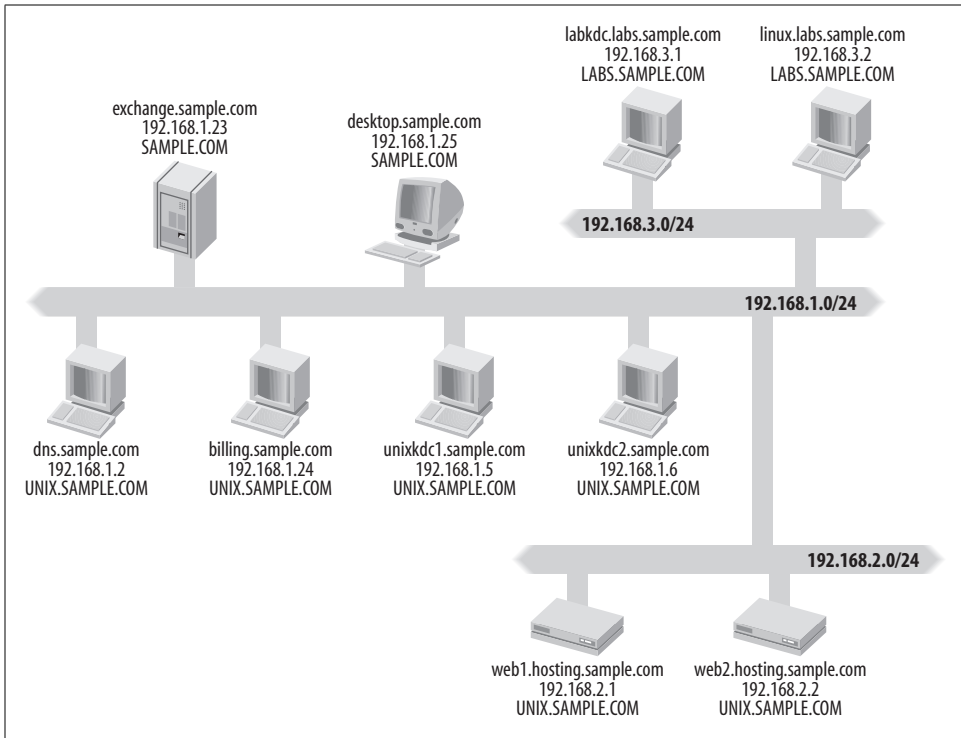 labkdc.labs.sample.com
192.168.3.1
LABS.SAMPLE.COM
linux.labs.sample.com
192.168.3.2
LABS.SAMPLE.COM
exchange.sample.com
192.168.1.23
SAMPLE.COM
desktop.sample.com
192.168.1.25
SAMPLE.COM
192.168.3.0/24
192.168.1.0/24
dns.sample.com
192.168.1.2
UNIX.SAMPLE.COM
billing.sample.com
192.168.1.24
UNIX.SAMPLE.COM
unixkdc1.sample.com
192.168.1.5
UNIX.SAMPLE.COM
unixkdc2.sample.com
192.168.1.6
UNIX.SAMPLE.COM
192.168.2.0/24
web1.hosting.sample.com
192.168.2.1
UNIX.SAMPLE.COM
web2.hosting.sample.com
192.168.2.2
UNIX.SAMPLE.COM